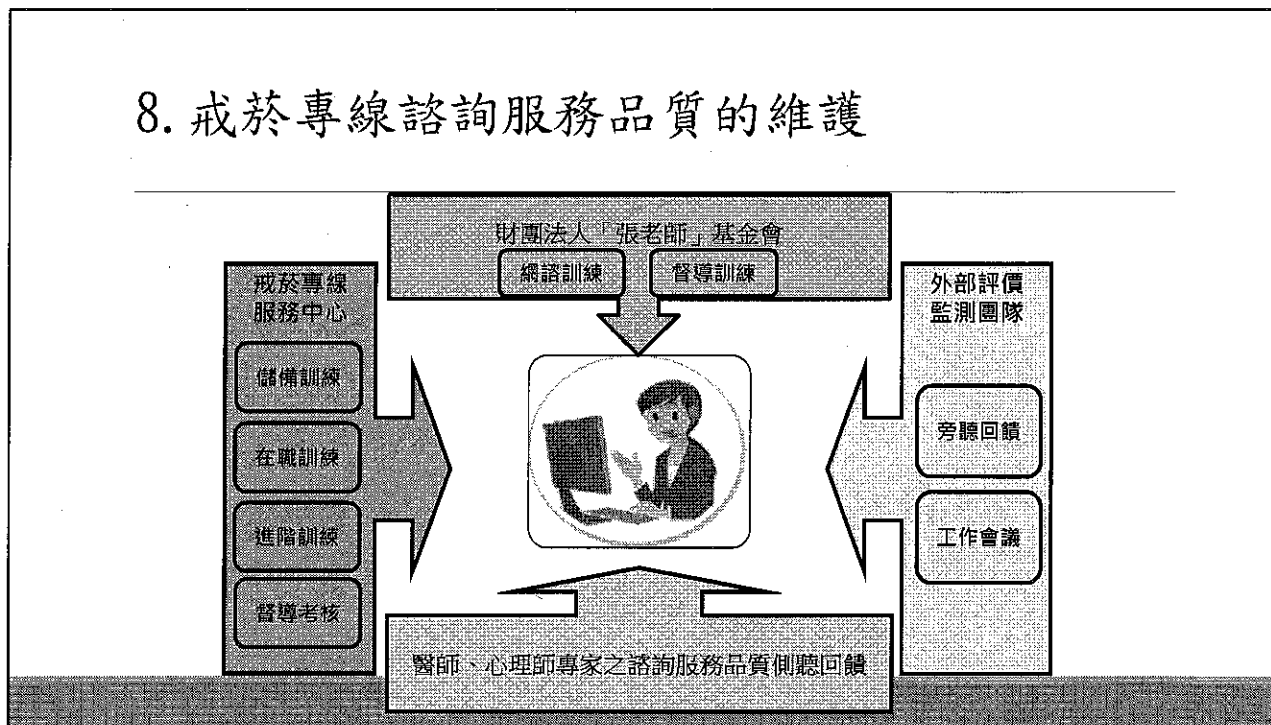 8. 戒菸專線諮詢服務品質的維護
財團法人「張老師」基金會
網諮訓練
督導訓練
戒菸專線
服務中心
儲備訓練
在職訓練
進階訓練
督導考核
外部評價
監測團隊
旁聽回饋
工作會議
醫師、心理師專家之諮詢服務品質側聽回饋